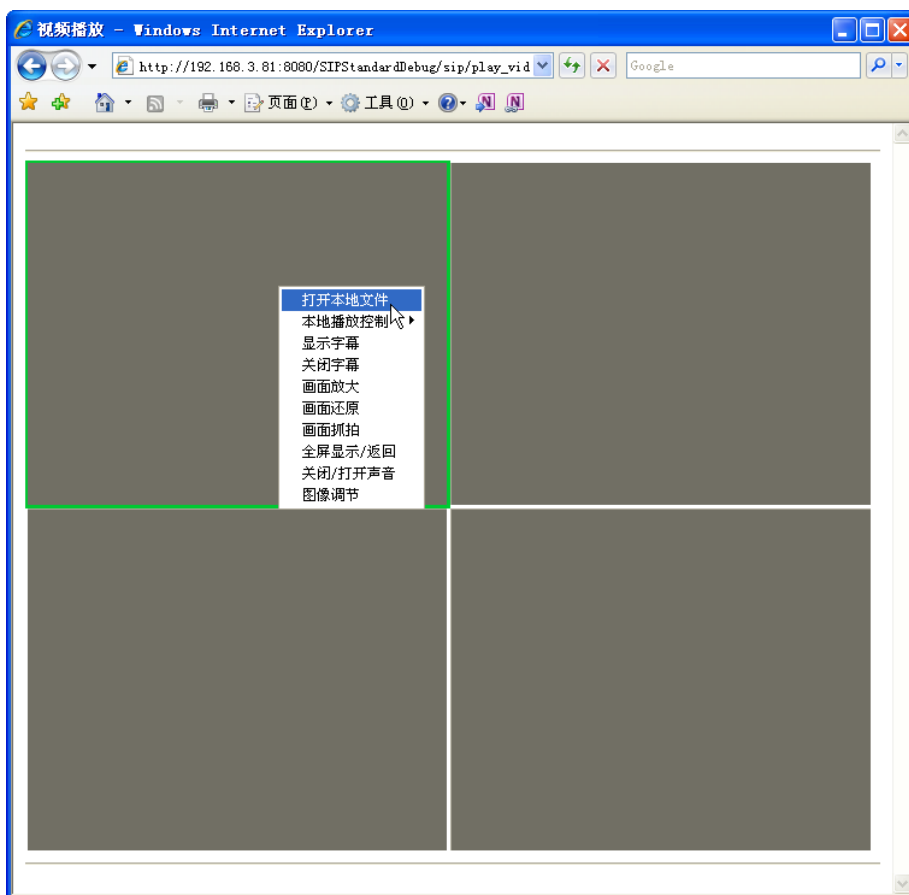 视频播放 - Windows Internet Explorer
http://192.168.3.81:8080/SIPStandardDebug/sip/play_vid
Google
页面(P) 工具(O)
打开本地文件
本地播放控制
显示字幕
关闭字幕
画面放大
画面还原
画面抓拍
全屏显示/返回
关闭/打开声音
图像调节